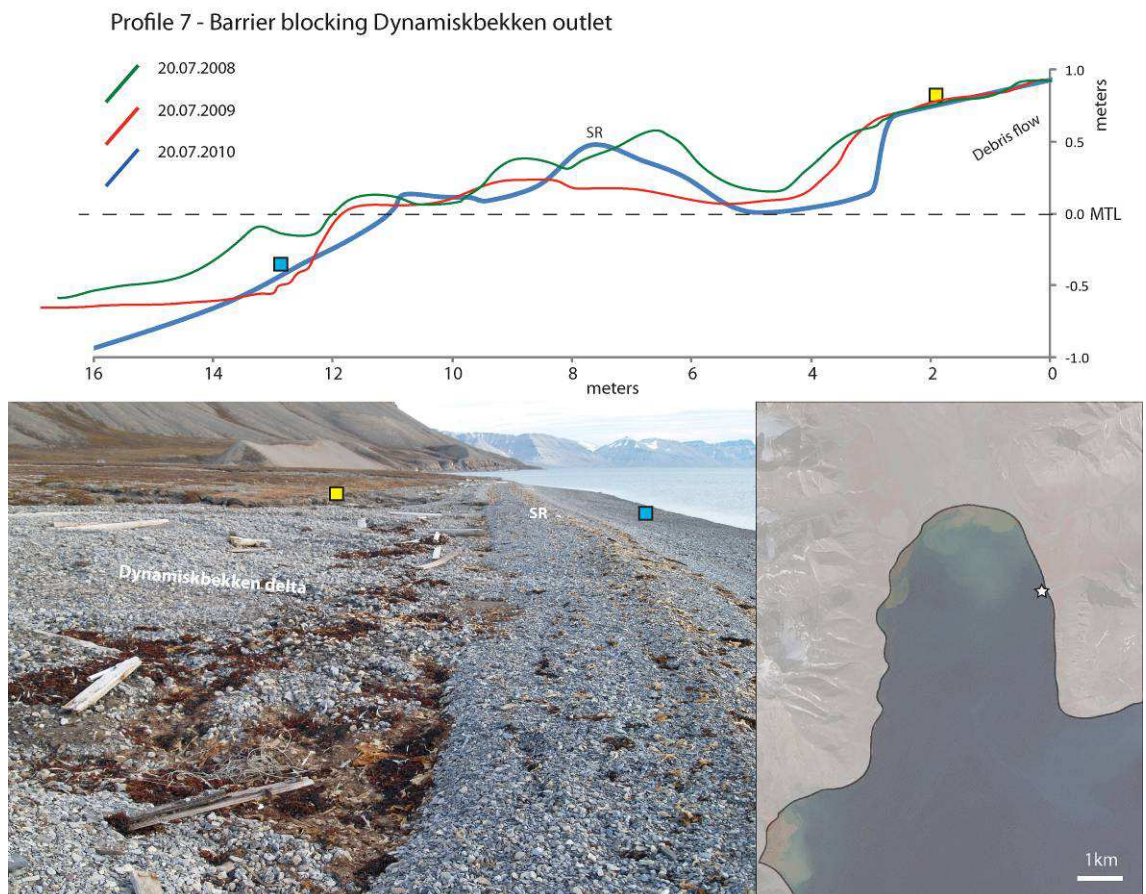 Profile 7 - Barrier blocking Dynamiskbekken outlet
20.07.2008
20.07.2009
20.07.2010
SR
1.0
0.5
0.0 MTL
-0.5
-1.0
meters
Debris flow
16 14 12 10 8 6 4 2 0
meters
SR
Dynamiskbekken delta
1km